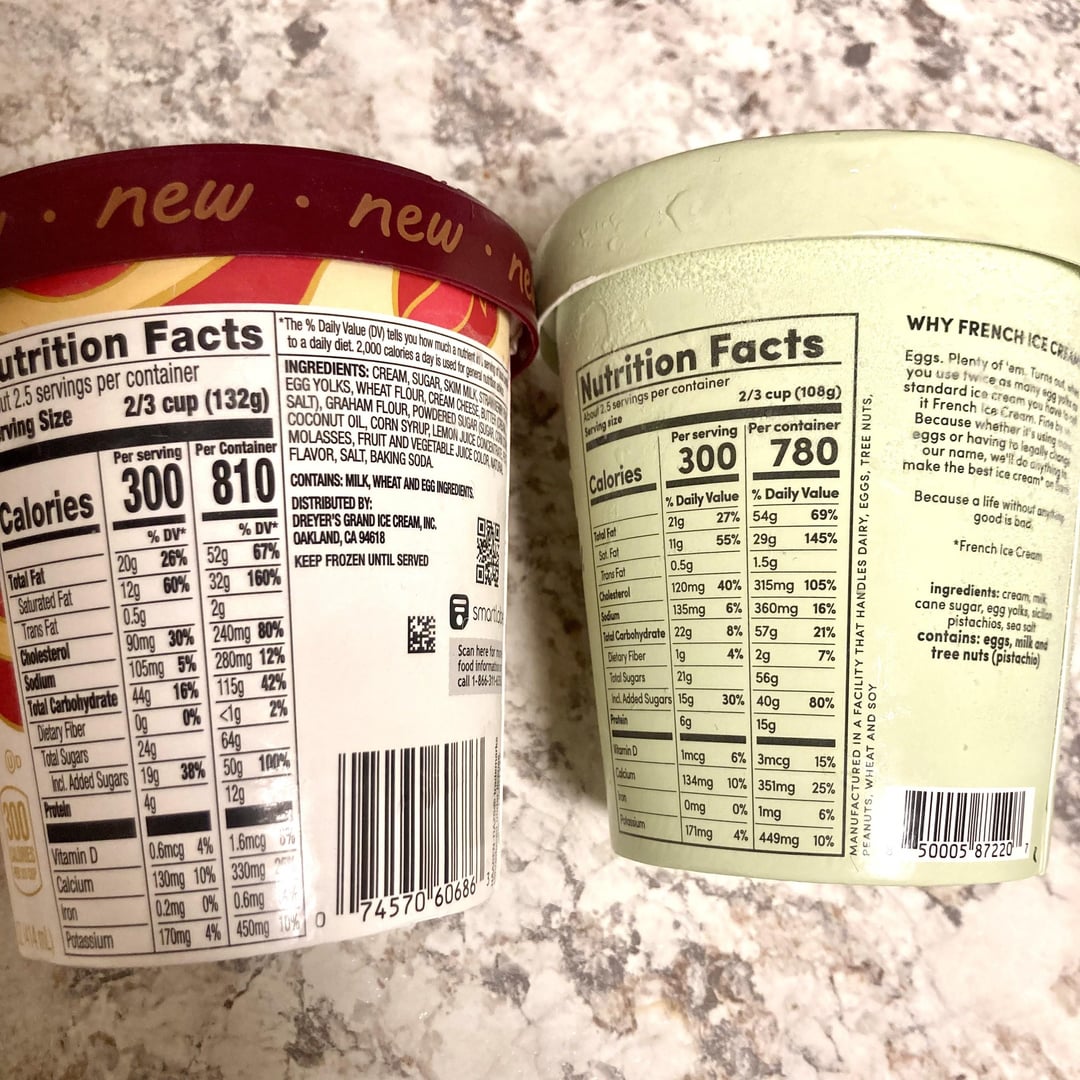 new · new ·
utrition Facts
ut 2.5 servings per container
rving Size 2/3 cup (132g)
Per serving Per Container
Calories 300 810
% DV* % DV*
Total Fat 20g 26% 52g 67%
Saturated Fat 12g 60% 32g 160%
Trans Fat 0.5g 2g
Cholesterol 90mg 30% 240mg 80%
Sodium 105mg 5% 280mg 12%
Total Carbohydrate 44g 16% 115g 42%
Dietary Fiber 0g 0% <1g 2%
Total Sugars 24g 64g
Incl. Added Sugars 19g 38% 50g 100%
Protein 4g 12g
Vitamin D 0.6mcg 4% 1.6mcg
Calcium 130mg 10% 330mg
Iron 0.2mg 0% 0.6mg
Potassium 170mg 4% 450mg 10%
*The % Daily Value (DV) tells you how much a nutrient in
to a daily diet. 2,000 calories a day is used for general nutrition
INGREDIENTS: CREAM, SUGAR, SKIM MILK,
EGG YOLKS, WHEAT FLOUR, CREAM CHEESE,
SALT), GRAHAM FLOUR, POWDERED SUGAR
COCONUT OIL, CORN SYRUP, LEMON JUICE
MOLASSES, FRUIT AND VEGETABLE JUICE COLOR,
FLAVOR, SALT, BAKING SODA.
CONTAINS: MILK, WHEAT AND EGG INGREDIENTS.
DISTRIBUTED BY:
DREYER'S GRAND ICE CREAM, INC.
OAKLAND, CA 94618
KEEP FROZEN UNTIL SERVED
Scan here for
food information
call
300
CALORIES
0 74570 60686
Nutrition Facts
About 2.5 servings per container
Serving size 2/3 cup (108g)
Per serving Per container
Calories 300 780
% Daily Value % Daily Value
Total Fat 21g 27% 54g 69%
Sat. Fat 11g 55% 29g 145%
Trans Fat 0.5g 1.5g
Cholesterol 120mg 40% 315mg 105%
Sodium 135mg 6% 360mg 16%
Total Carbohydrate 22g 8% 57g 21%
Dietary Fiber 1g 4% 2g 7%
Total Sugars 21g 56g
Incl. Added Sugars 15g 30% 40g 80%
Protein 6g 15g
Vitamin D 1mcg 6% 3mcg 15%
Calcium 134mg 10% 351mg 25%
Iron 0mg 0% 1mg 6%
Potassium 171mg 4% 449mg 10%
MANUFACTURED IN A FACILITY THAT HANDLES DAIRY, EGGS, TREE NUTS,
PEANUTS, WHEAT AND SOY
WHY FRENCH ICE CREAM
Eggs. Plenty of 'em. Turns out,
you use twice as many egg yolks
standard ice cream you have to
it French Ice Cream. Fine by
Because whether it's using
eggs or having to legally change
our name, we'll do anything to
make the best ice cream*
Because a life without
good is bad.
*French Ice Cream
ingredients: cream, milk,
cane sugar, egg yolks, sicilian
pistachios, sea salt
contains: eggs, milk and
tree nuts (pistachio)
50005 87220 7